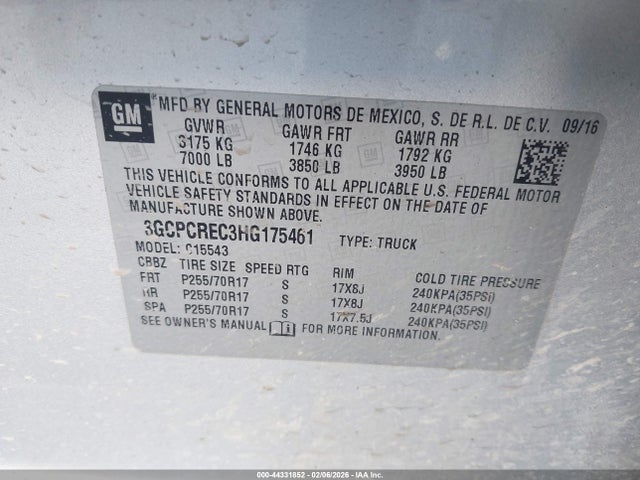 GM
MFD BY GENERAL MOTORS DE MEXICO, S. DE R.L. DE C.V. 09/16
GVWR GAWR FRT GAWR RR
3175 KG 1746 KG 1792 KG
7000 LB 3850 LB 3950 LB
THIS VEHICLE CONFORMS TO ALL APPLICABLE U.S. FEDERAL MOTOR
VEHICLE SAFETY STANDARDS IN EFFECT ON THE DATE OF
MANUFACTURE SHOWN ABOVE.
3GCPCREC3HG175461 TYPE: TRUCK
MODEL: C15543
CBBZ TIRE SIZE SPEED RTG RIM COLD TIRE PRESSURE
FRT P255/70R17 S 17X8J 240KPA(35PSI)
RR P255/70R17 S 17X8J 240KPA(35PSI)
SPA P255/70R17 S 17X7.5J 240KPA(35PSI)
SEE OWNER'S MANUAL FOR MORE INFORMATION.
000-44331852 - 02/06/2026 - IAA Inc.